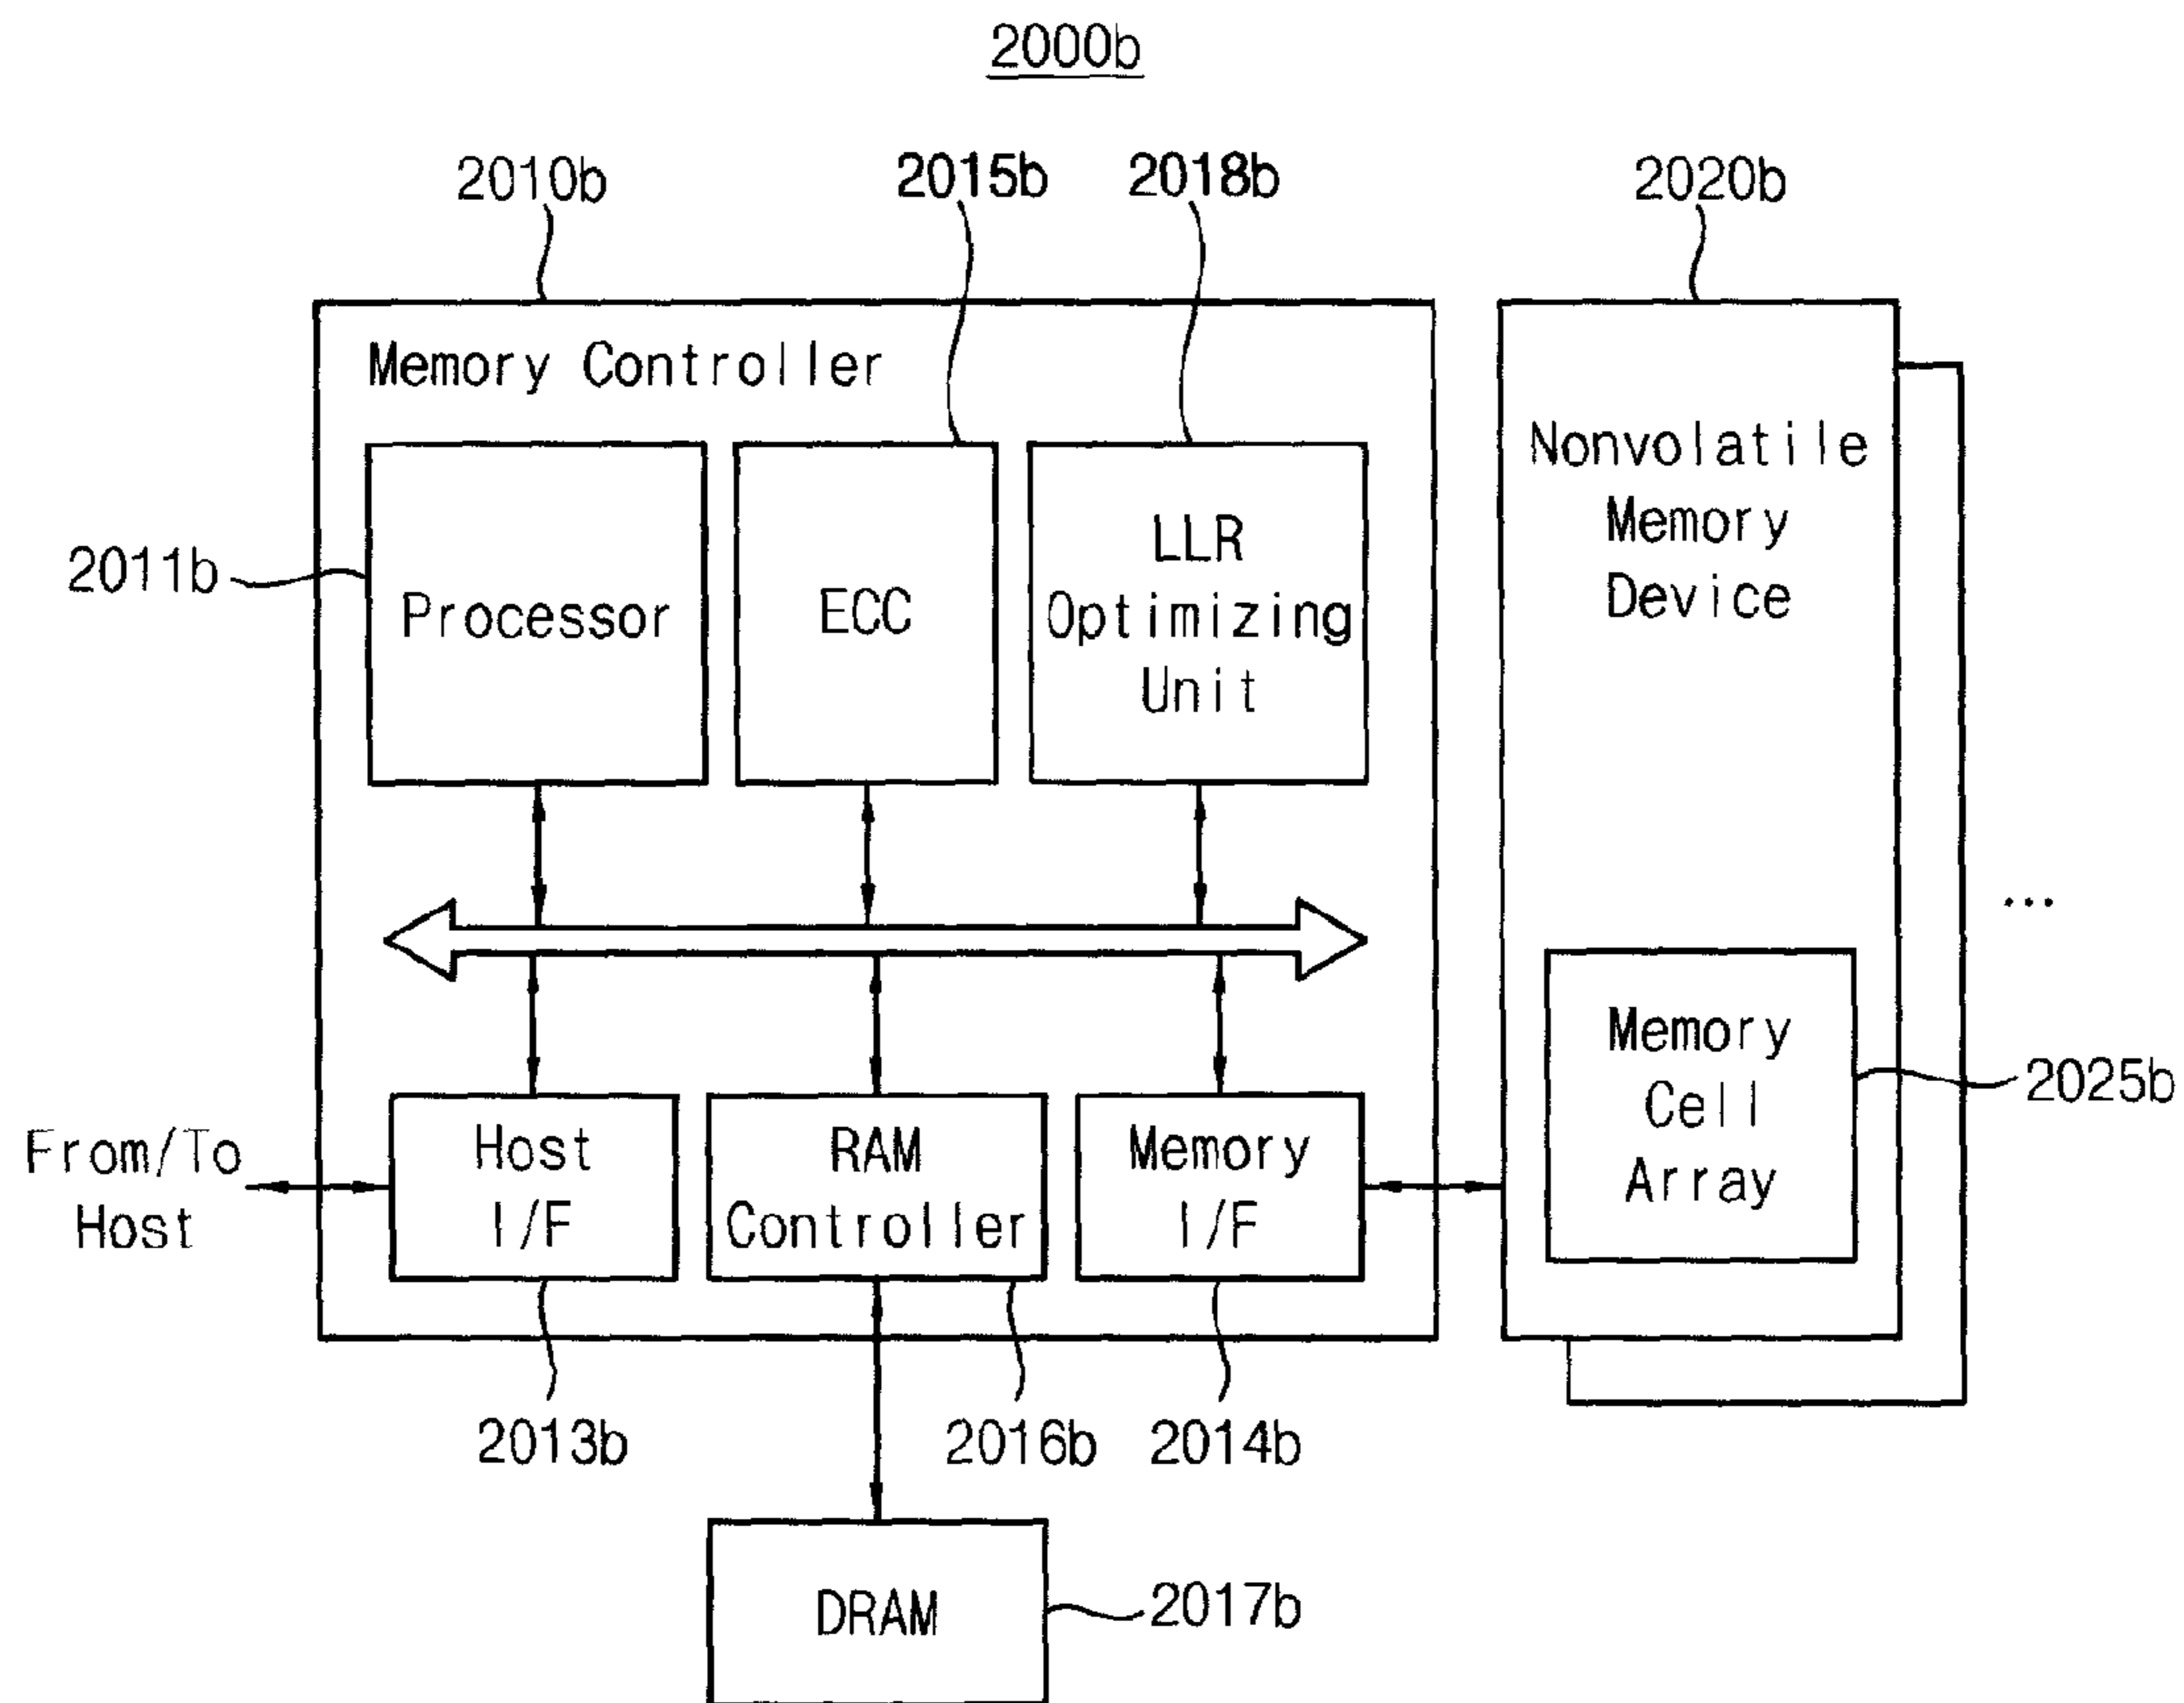 2000b
2010b
2015b
2018b
2020b
Memory Controller
2011b
Processor
ECC
LLR
Optimizing
Unit
Nonvolatile
Memory
Device
...
Memory
Cell
Array
2025b
From/To
Host
Host
I/F
RAM
Controller
Memory
I/F
2013b
2016b
2014b
DRAM
2017b